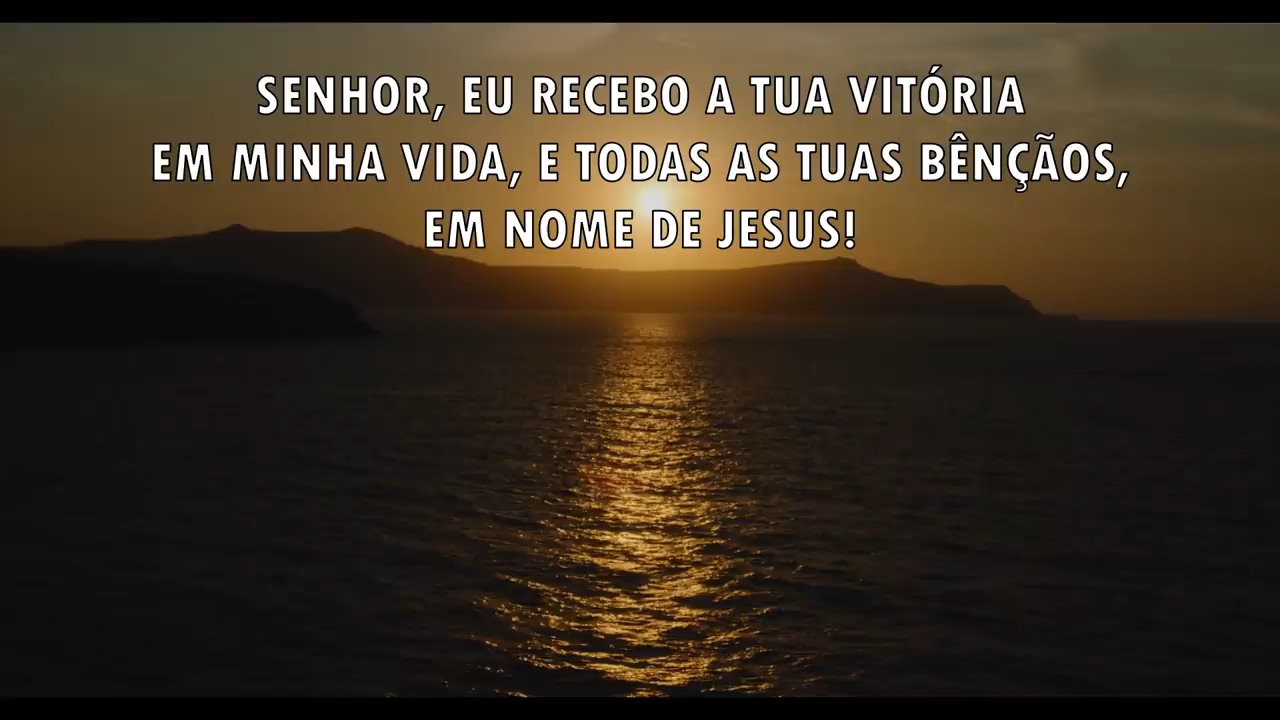 SENHOR, EU RECEBO A TUA VITÓRIA
EM MINHA VIDA, E TODAS AS TUAS BÊNÇÃOS,
EM NOME DE JESUS!